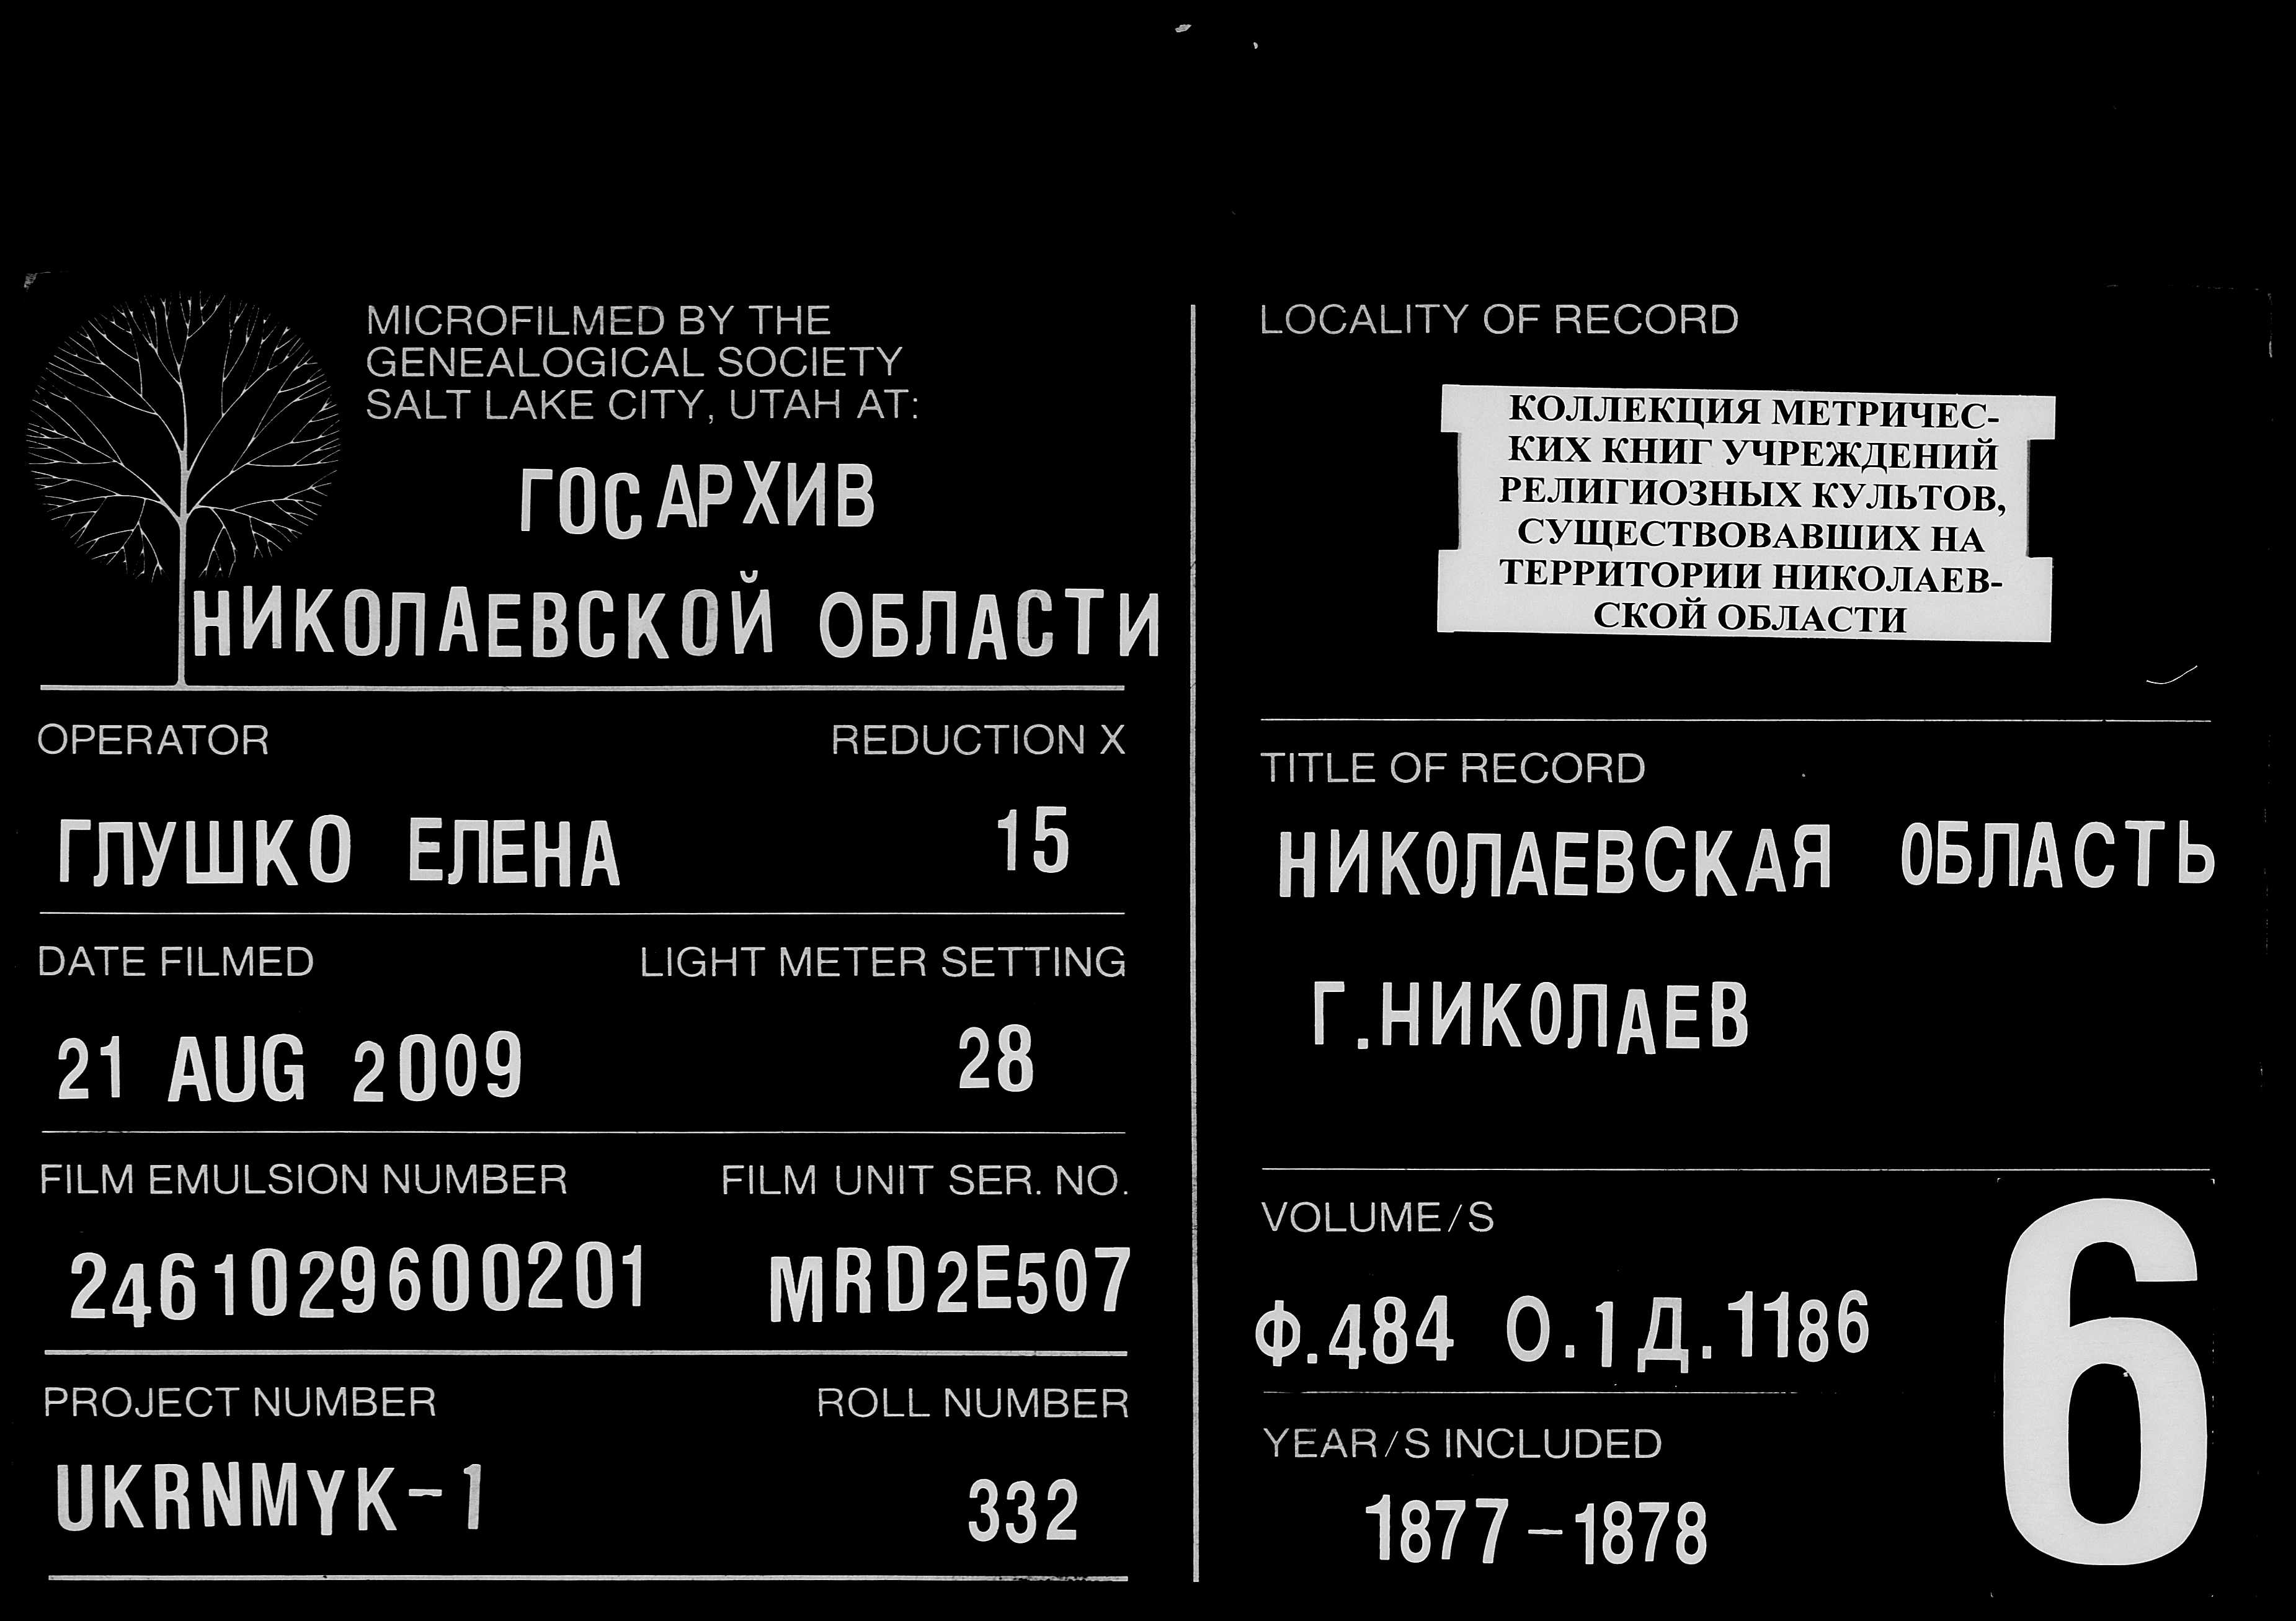 MICROFILMED BY THE
GENEALOGICAL SOCIETY
SALT LAKE CITY, UTAH AT:
ГОСАРХИВ
НИКОЛАЕВСКОЙ ОБЛАСТИ
OPERATOR REDUCTION X
ГЛУШКО ЕЛЕНА 15
DATE FILMED LIGHT METER SETTING
21 AUG 2009 28
FILM EMULSION NUMBER FILM UNIT SER. NO.
2461029600201 MRD2E507
PROJECT NUMBER ROLL NUMBER
UKRNMYK-1 332
LOCALITY OF RECORD
КОЛЛЕКЦИЯ МЕТРИЧЕС-
КИХ КНИГ УЧРЕЖДЕНИЙ
РЕЛИГИОЗНЫХ КУЛЬТОВ,
СУЩЕСТВОВАВШИХ НА
ТЕРРИТОРИИ НИКОЛАЕВ-
СКОЙ ОБЛАСТИ
TITLE OF RECORD
НИКОЛАЕВСКАЯ ОБЛАСТЬ
Г.НИКОЛАЕВ
VOLUME/S
Ф.484 О.1Д.1186
YEAR/S INCLUDED
1877-1878
6